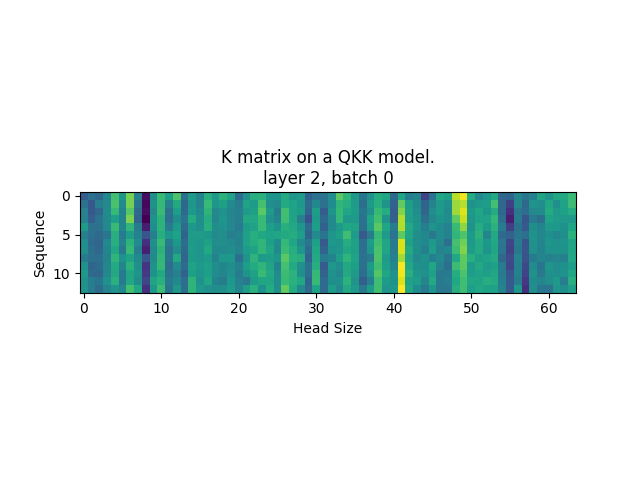 K matrix on a QKK model.
layer 2, batch 0
Sequence
0
5
10
0 10 20 30 40 50 60
Head Size